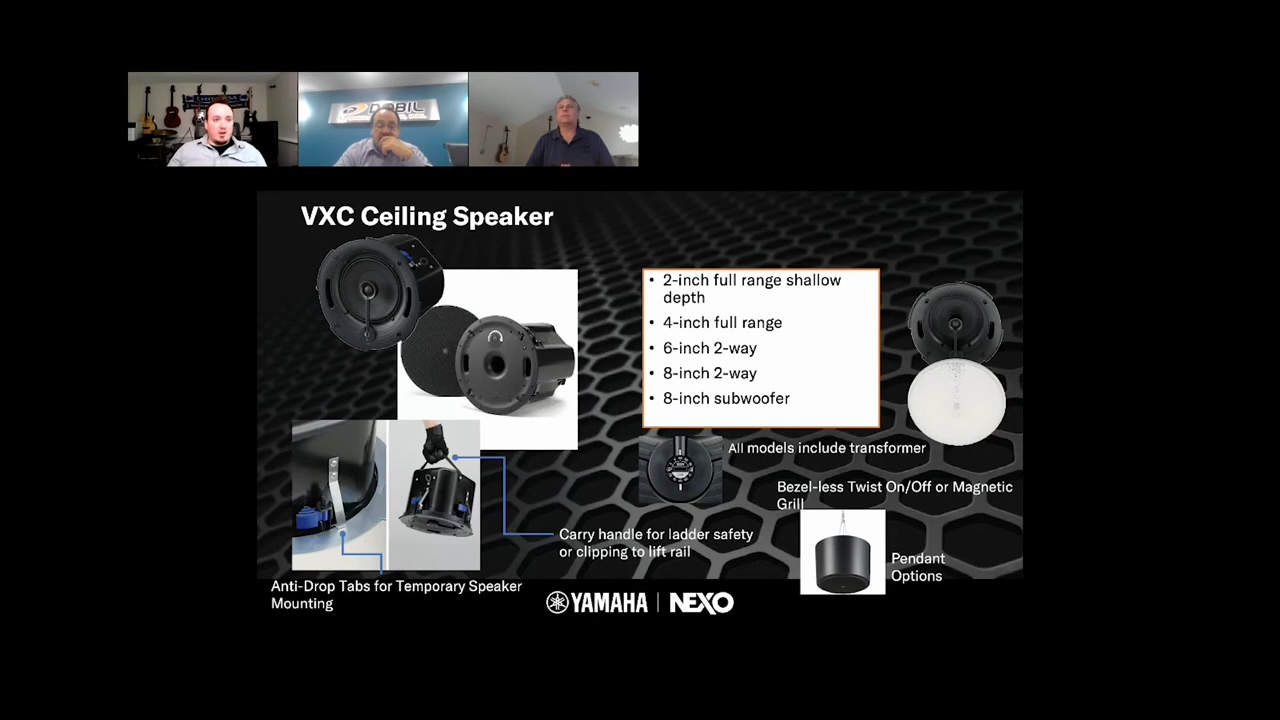 DOBIL
VXC Ceiling Speaker
• 2-inch full range shallow
depth
• 4-inch full range
• 6-inch 2-way
• 8-inch 2-way
• 8-inch subwoofer
All models include transformer
Bezel-less Twist On/Off or Magnetic
Grill
Carry handle for ladder safety
or clipping to lift rail
Pendant
Options
Anti-Drop Tabs for Temporary Speaker
Mounting
YAMAHA | NEXO